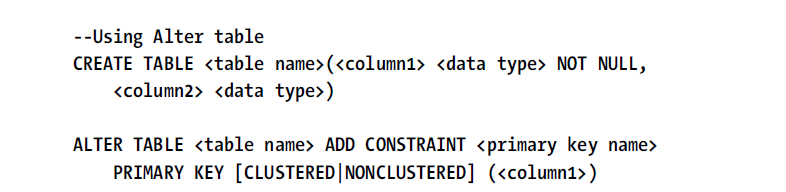 --Using Alter table
CREATE TABLE <table name>(<column1> <data type> NOT NULL,
<column2> <data type>)
ALTER TABLE <table name> ADD CONSTRAINT <primary key name>
PRIMARY KEY [CLUSTERED|NONCLUSTERED] (<column1>)